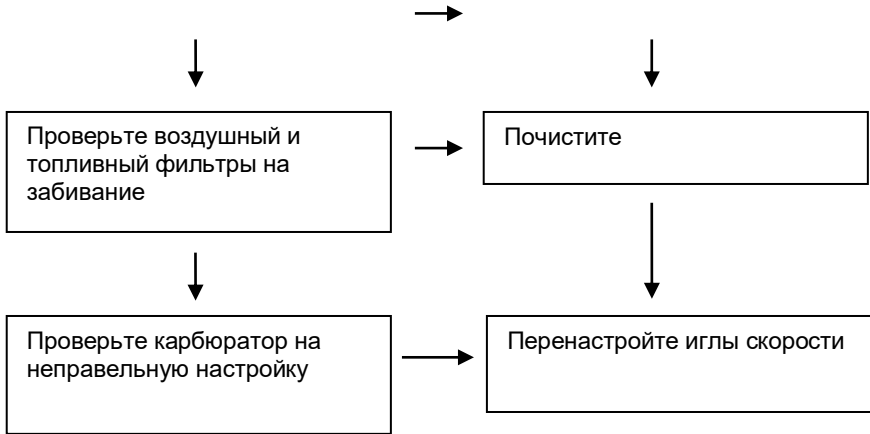 Проверьте воздушный и
топливный фильтры на
забивание
Почистите
Проверьте карбюратор на
неправельную настройку
Перенастройте иглы скорости